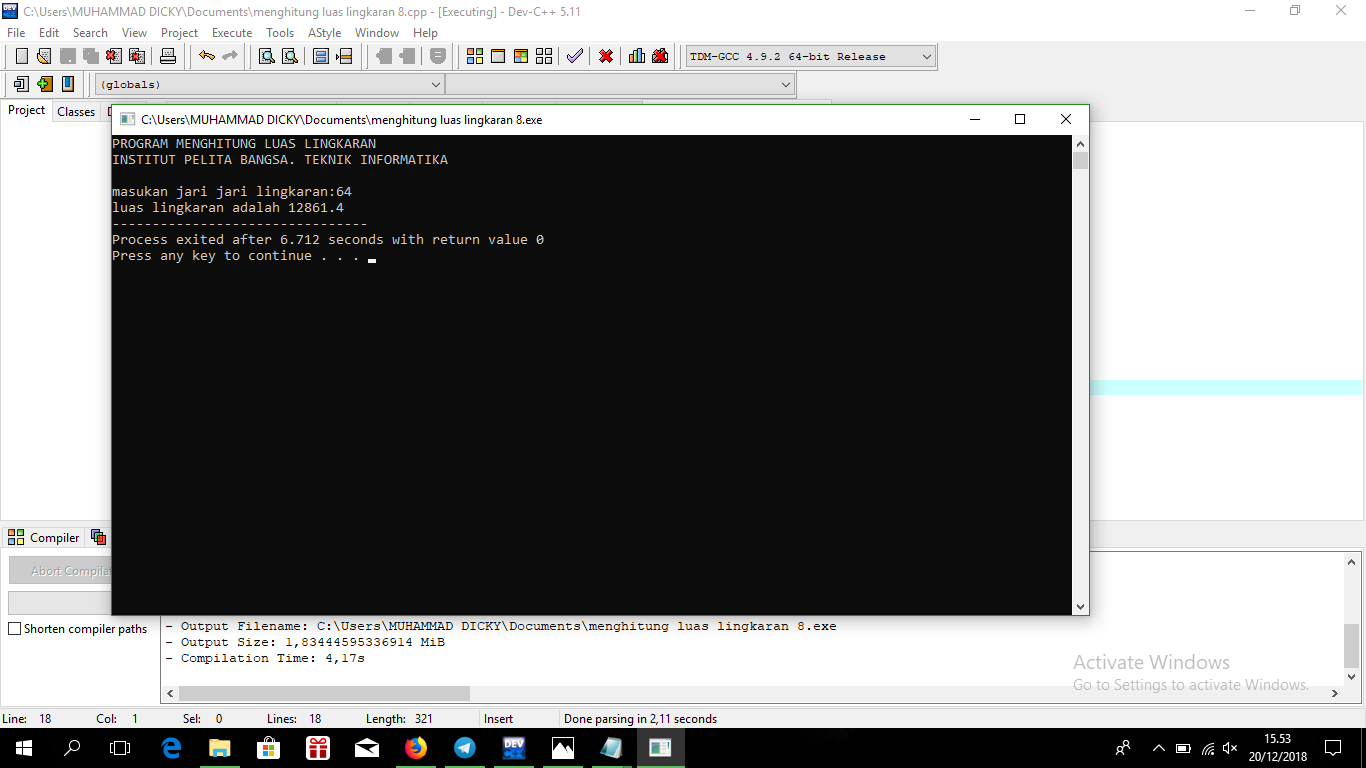 C:\Users\MUHAMMAD DICKY\Documents\menghitung luas lingkaran 8.cpp - [Executing] - Dev-C++ 5.11
File Edit Search View Project Execute Tools AStyle Window Help
TDM-GCC 4.9.2 64-bit Release
(globals)
Project Classes
C:\Users\MUHAMMAD DICKY\Documents\menghitung luas lingkaran 8.exe
PROGRAM MENGHITUNG LUAS LINGKARAN
INSTITUT PELITA BANGSA. TEKNIK INFORMATIKA
masukan jari jari lingkaran:64
luas lingkaran adalah 12861.4
--------------------------------
Process exited after 6.712 seconds with return value 0
Press any key to continue . . .
Compiler
Abort Compilat
Shorten compiler paths
- Output Filename: C:\Users\MUHAMMAD DICKY\Documents\menghitung luas lingkaran 8.exe
- Output Size: 1,83444595336914 MiB
- Compilation Time: 4,17s
Activate Windows
Go to Settings to activate Windows.
Line: 18 Col: 1 Sel: 0 Lines: 18 Length: 321 Insert Done parsing in 2,11 seconds
DEV
15.53
20/12/2018